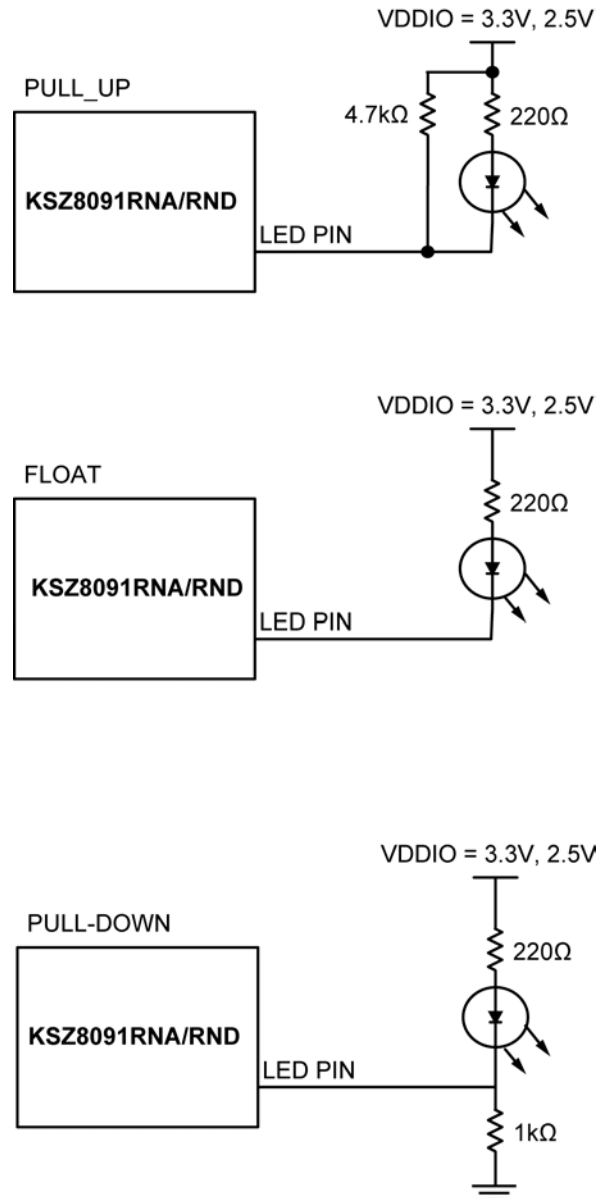 VDDIO = 3.3V, 2.5V
PULL_UP
4.7kΩ
220Ω
KSZ8091RNA/RND
LED PIN
VDDIO = 3.3V, 2.5V
FLOAT
220Ω
KSZ8091RNA/RND
LED PIN
VDDIO = 3.3V, 2.5V
PULL-DOWN
220Ω
KSZ8091RNA/RND
LED PIN
1kΩ